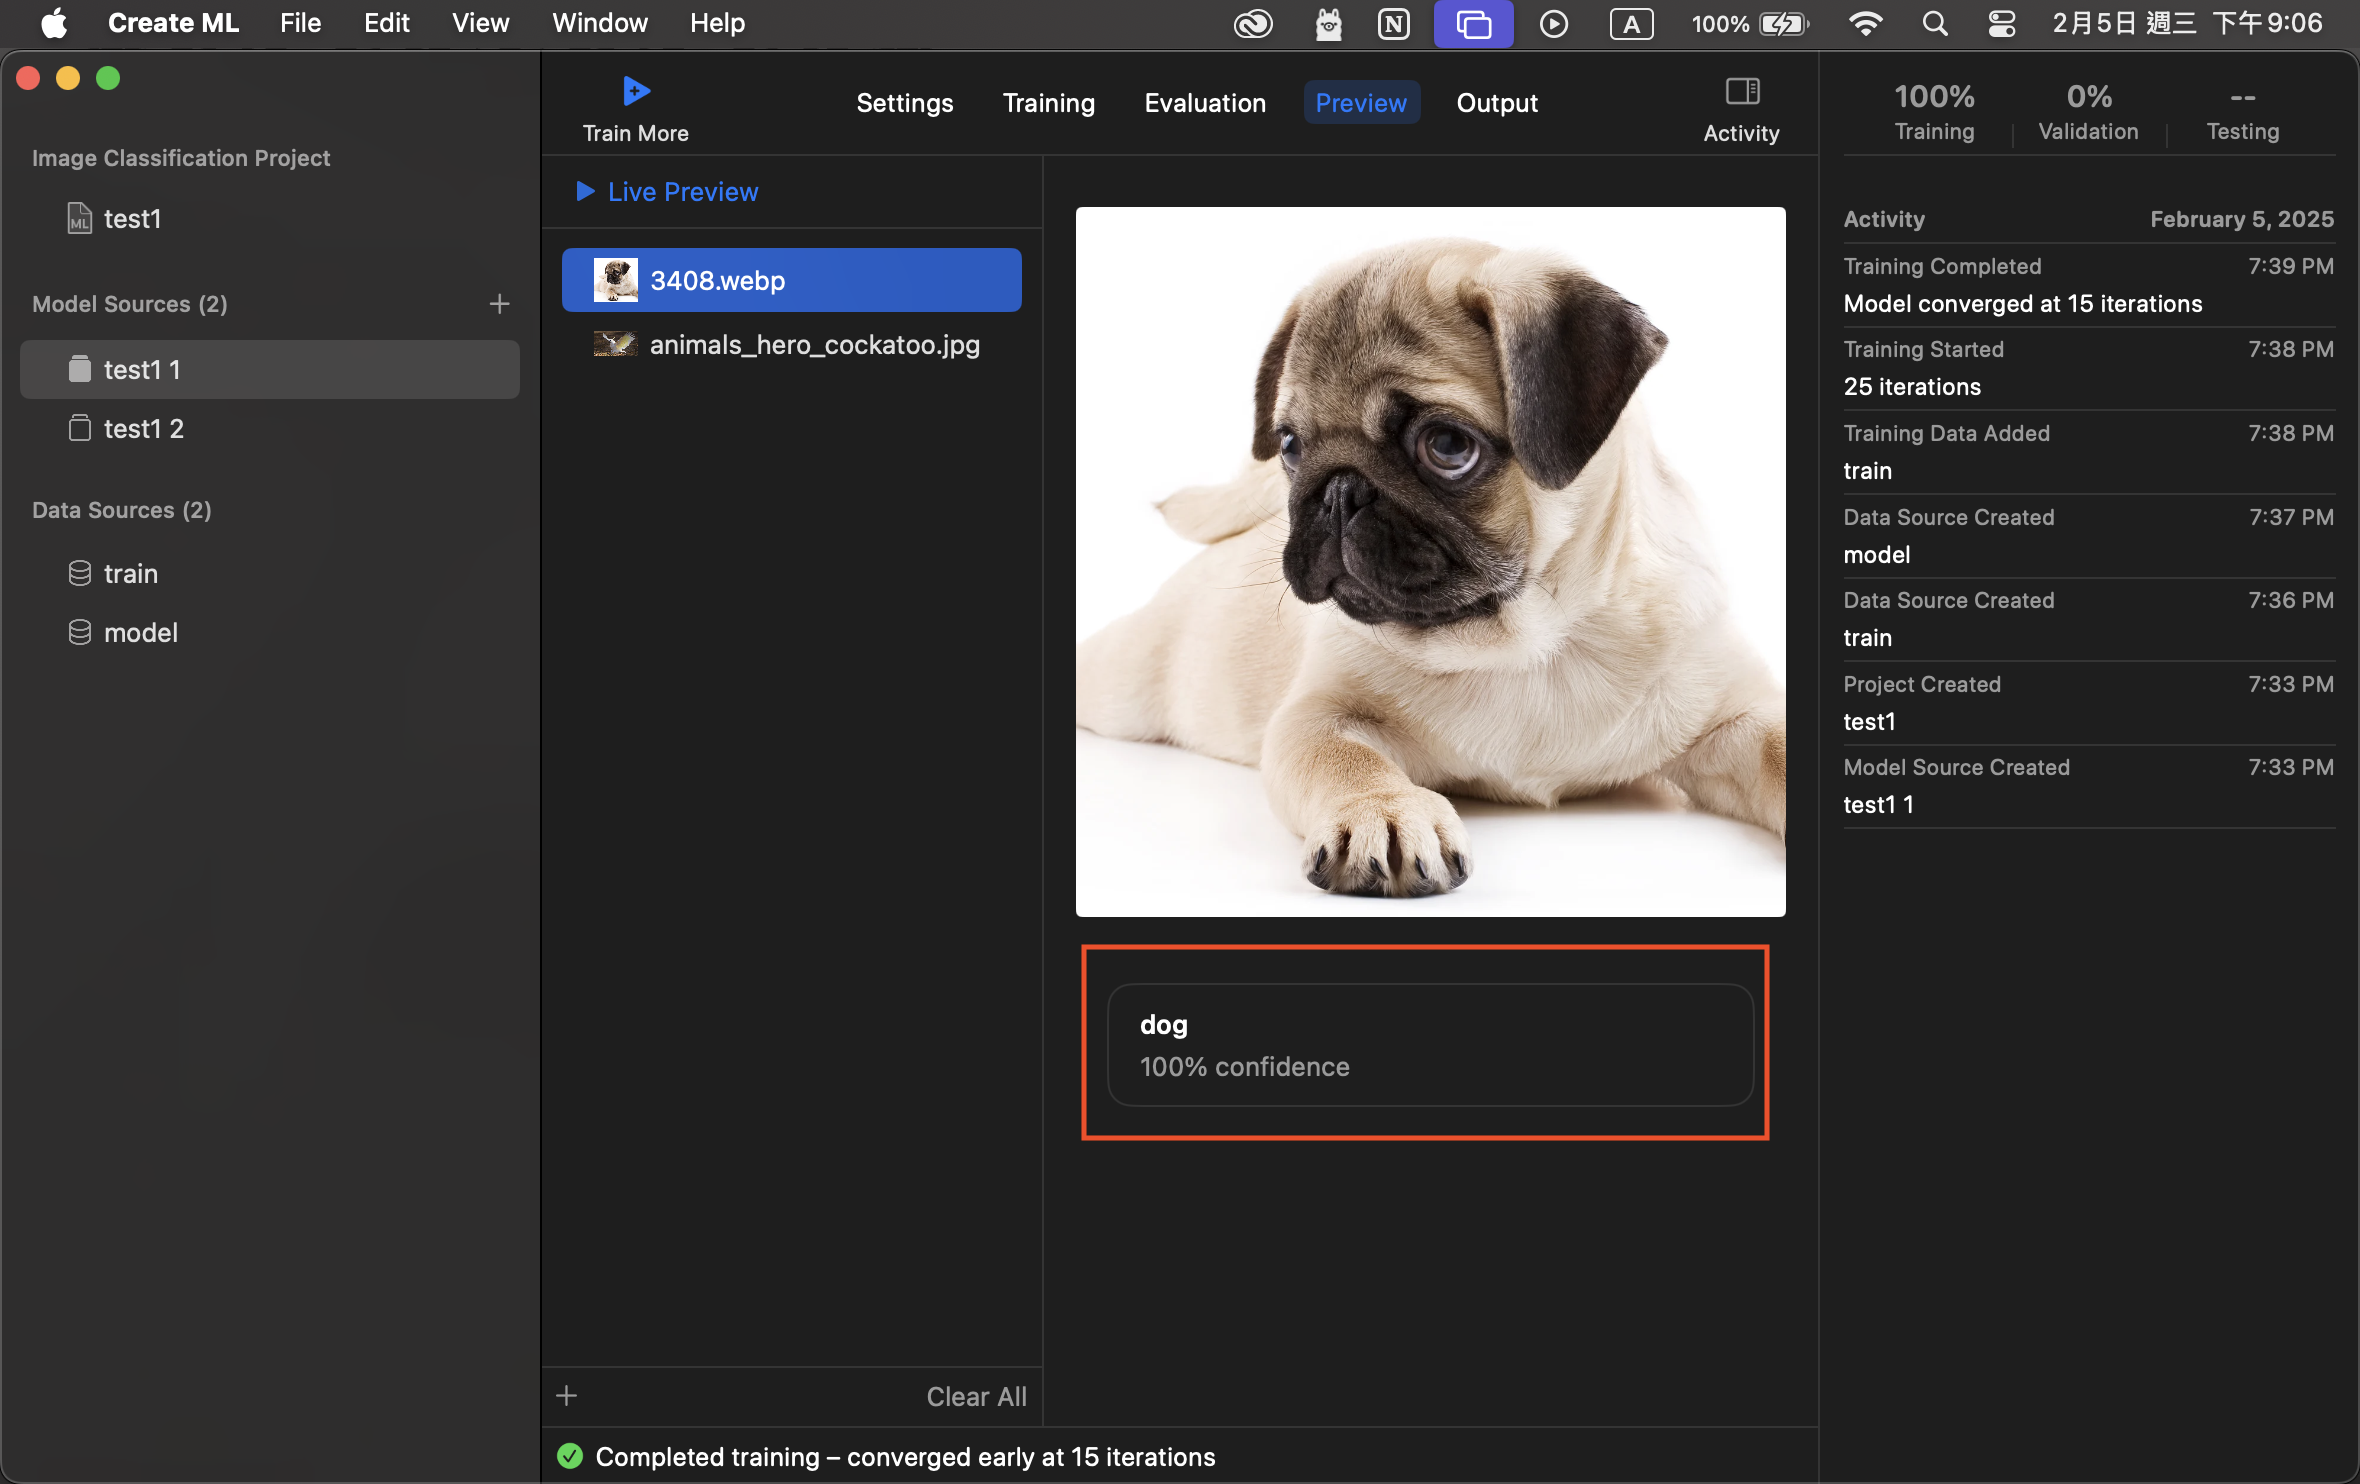 Create ML File Edit View Window Help N A 100% 2月5日 週三 下午9:06
Train More
Settings Training Evaluation Preview Output
Activity
100% 0% --
Training Validation Testing
Image Classification Project
ML test1
Model Sources (2) +
test1 1
test1 2
Data Sources (2)
train
model
Live Preview
3408.webp
animals_hero_cockatoo.jpg
dog
100% confidence
+ Clear All
Completed training – converged early at 15 iterations
Activity February 5, 2025
Training Completed 7:39 PM
Model converged at 15 iterations
Training Started 7:38 PM
25 iterations
Training Data Added 7:38 PM
train
Data Source Created 7:37 PM
model
Data Source Created 7:36 PM
train
Project Created 7:33 PM
test1
Model Source Created 7:33 PM
test1 1